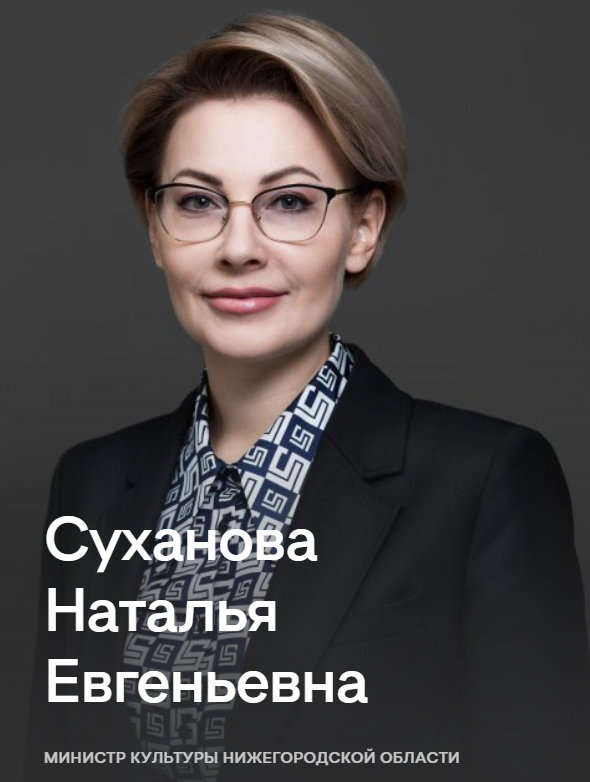 Суханова
Наталья
Евгеньевна
МИНИСТР КУЛЬТУРЫ НИЖЕГОРОДСКОЙ ОБЛАСТИ